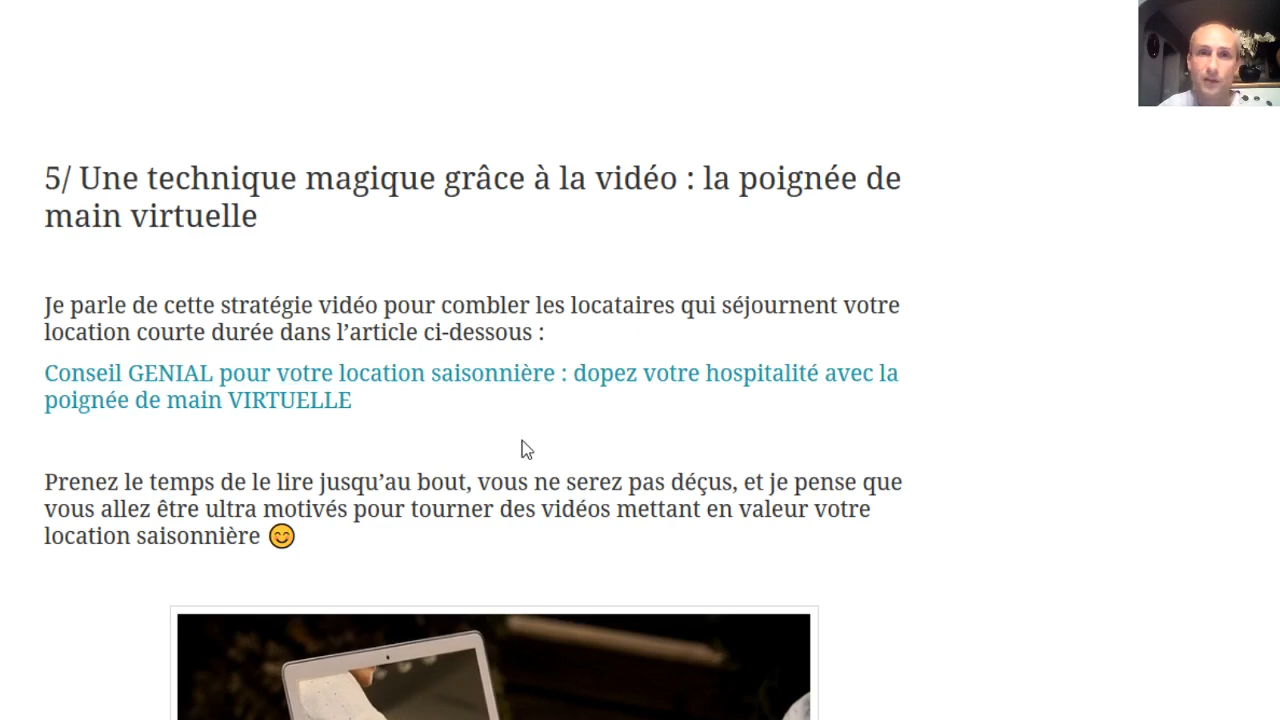 5/ Une technique magique grâce à la vidéo : la poignée de
main virtuelle
Je parle de cette stratégie vidéo pour combler les locataires qui séjournent votre
location courte durée dans l’article ci-dessous :
Conseil GENIAL pour votre location saisonnière : dopez votre hospitalité avec la
poignée de main VIRTUELLE
Prenez le temps de le lire jusqu’au bout, vous ne serez pas déçus, et je pense que
vous allez être ultra motivés pour tourner des vidéos mettant en valeur votre
location saisonnière 😊